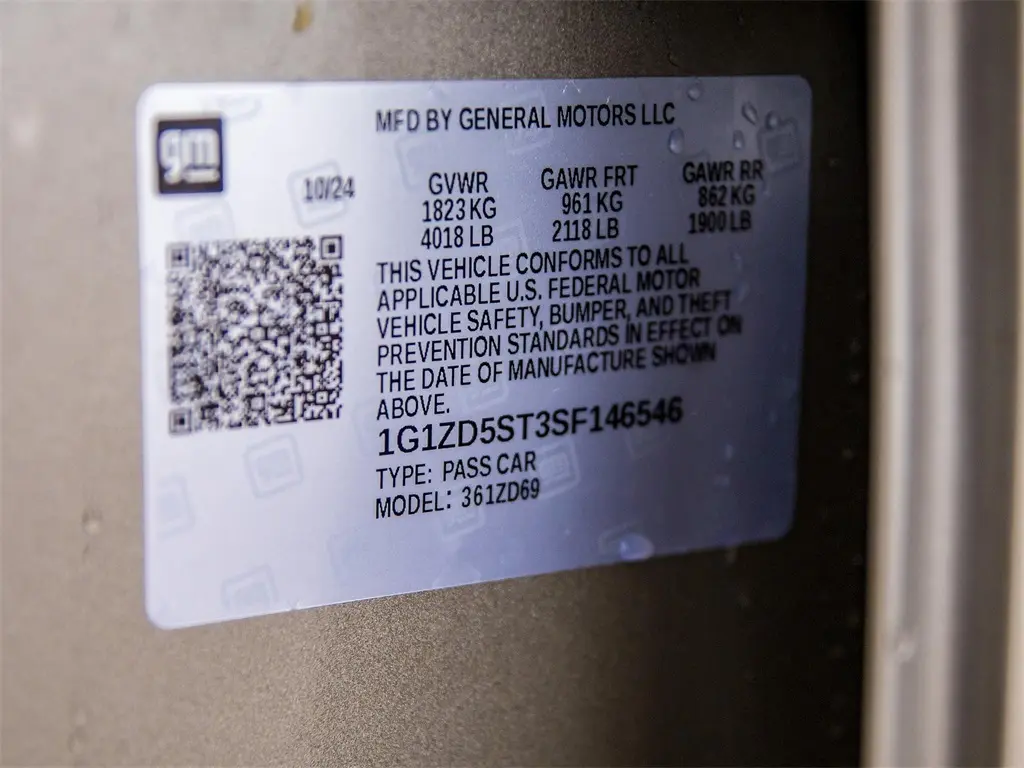 gm
MFD BY GENERAL MOTORS LLC
10/24
GVWR GAWR FRT GAWR RR
1823 KG 961 KG 862 KG
4018 LB 2118 LB 1900 LB
THIS VEHICLE CONFORMS TO ALL
APPLICABLE U.S. FEDERAL MOTOR
VEHICLE SAFETY, BUMPER, AND THEFT
PREVENTION STANDARDS IN EFFECT ON
THE DATE OF MANUFACTURE SHOWN
ABOVE.
1G1ZD5ST3SF146546
TYPE: PASS CAR
MODEL: 361ZD69